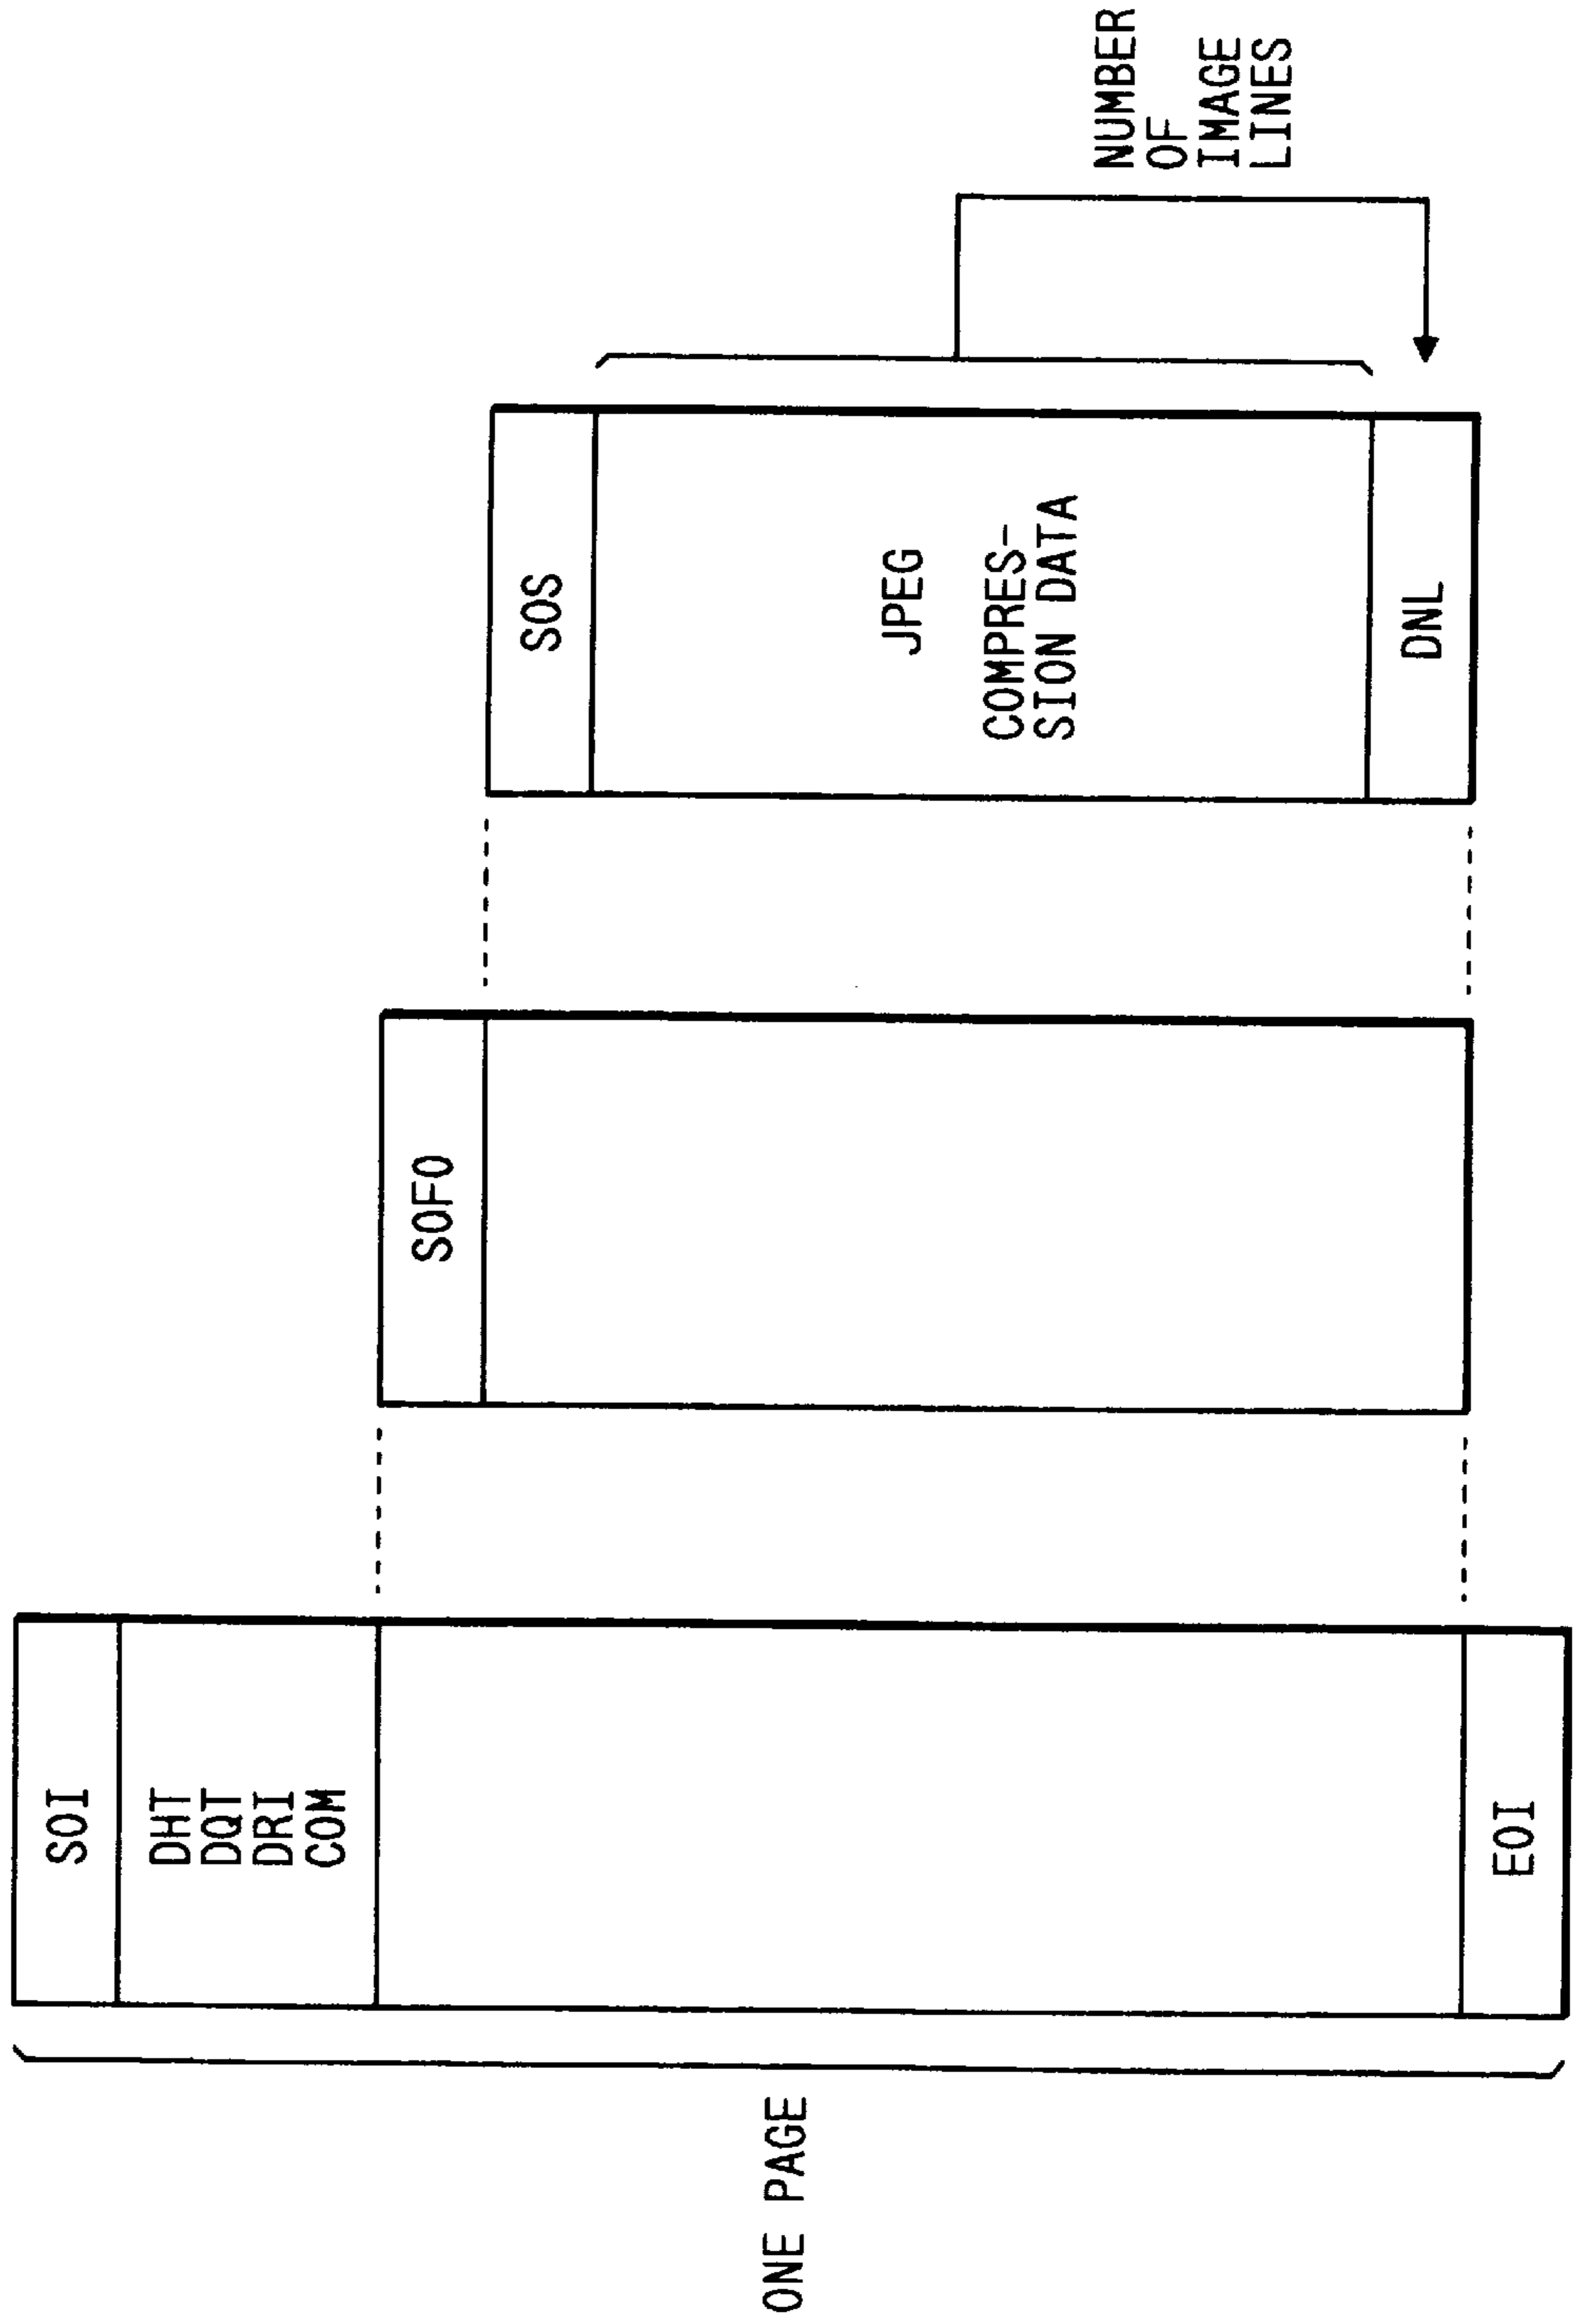 ONE PAGE
SOI
DHT
DQT
DRI
COM
EOI
SOF0
SOS
JPEG
COMPRES-
SION DATA
DNL
NUMBER
OF
IMAGE
LINES